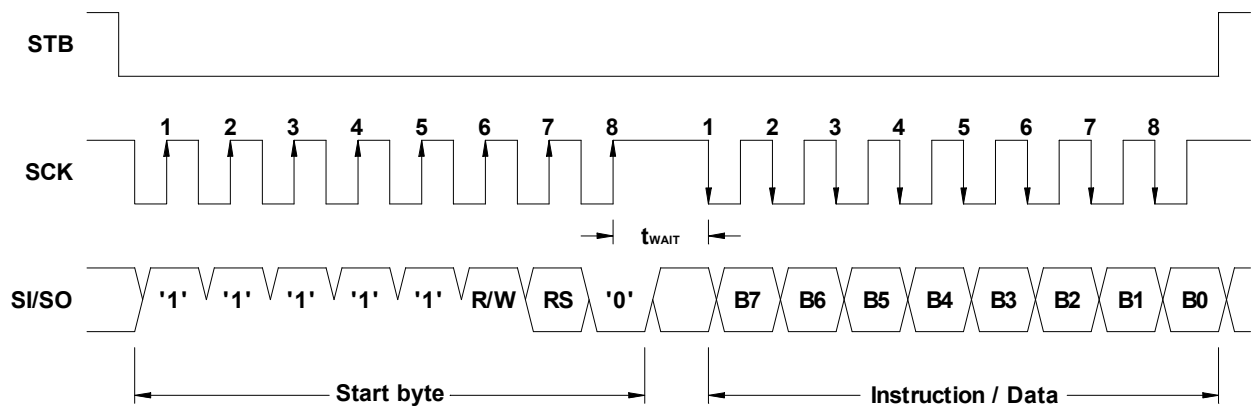 STB
1 2 3 4 5 6 7 8 1 2 3 4 5 6 7 8
SCK
tWAIT
SI/SO '1' '1' '1' '1' '1' R/W RS '0' B7 B6 B5 B4 B3 B2 B1 B0
Start byte Instruction / Data